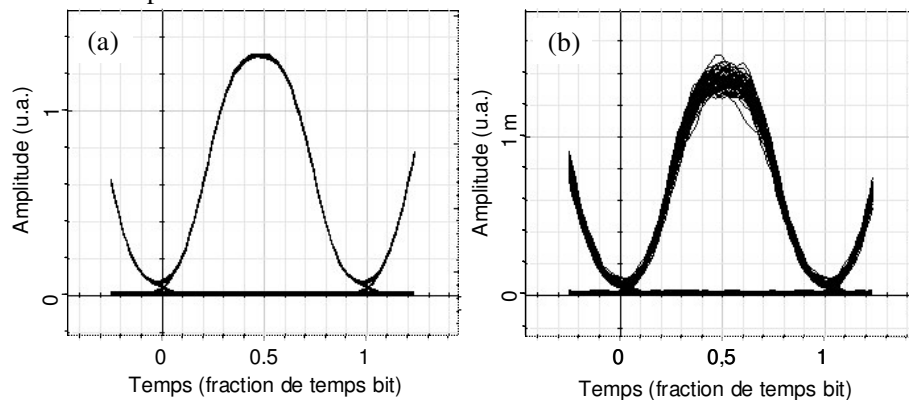 (a)
Amplitude (u.a.)
1
0
0 0.5 1
Temps (fraction de temps bit)
(b)
Amplitude (u.a.)
1 m
0
0 0,5 1
Temps (fraction de temps bit)